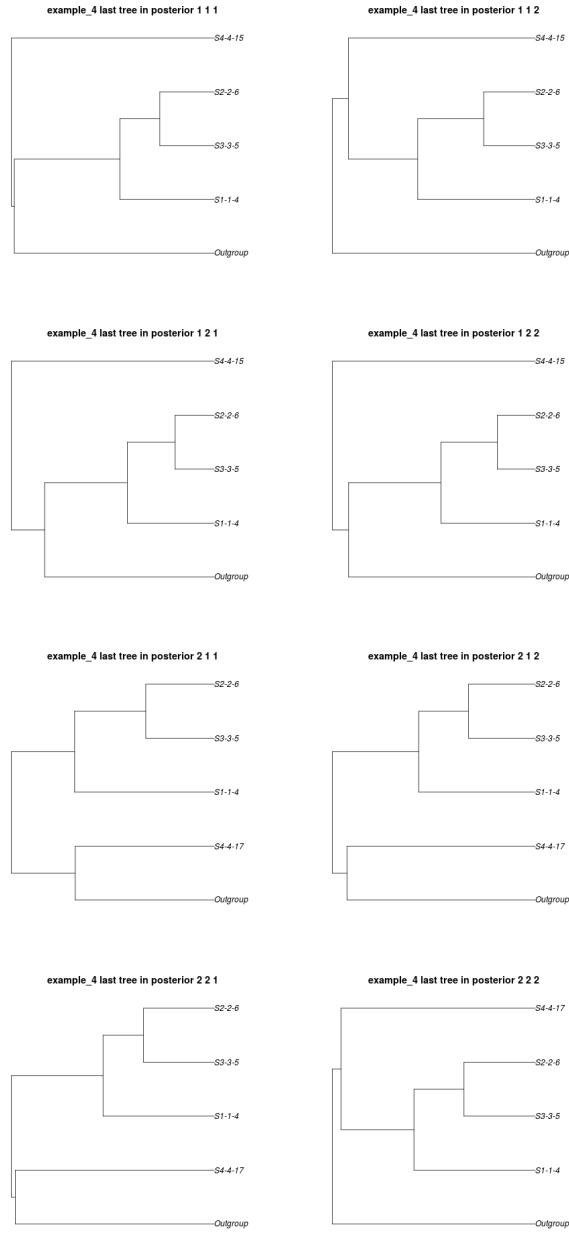 example_4 last tree in posterior 1 1 1
S4-4-15
S2-2-6
S3-3-5
S1-1-4
Outgroup
example_4 last tree in posterior 1 1 2
S4-4-15
S2-2-6
S3-3-5
S1-1-4
Outgroup
example_4 last tree in posterior 1 2 1
S4-4-15
S2-2-6
S3-3-5
S1-1-4
Outgroup
example_4 last tree in posterior 1 2 2
S4-4-15
S2-2-6
S3-3-5
S1-1-4
Outgroup
example_4 last tree in posterior 2 1 1
S2-2-6
S3-3-5
S1-1-4
S4-4-17
Outgroup
example_4 last tree in posterior 2 1 2
S2-2-6
S3-3-5
S1-1-4
S4-4-17
Outgroup
example_4 last tree in posterior 2 2 1
S2-2-6
S3-3-5
S1-1-4
S4-4-17
Outgroup
example_4 last tree in posterior 2 2 2
S4-4-17
S2-2-6
S3-3-5
S1-1-4
Outgroup